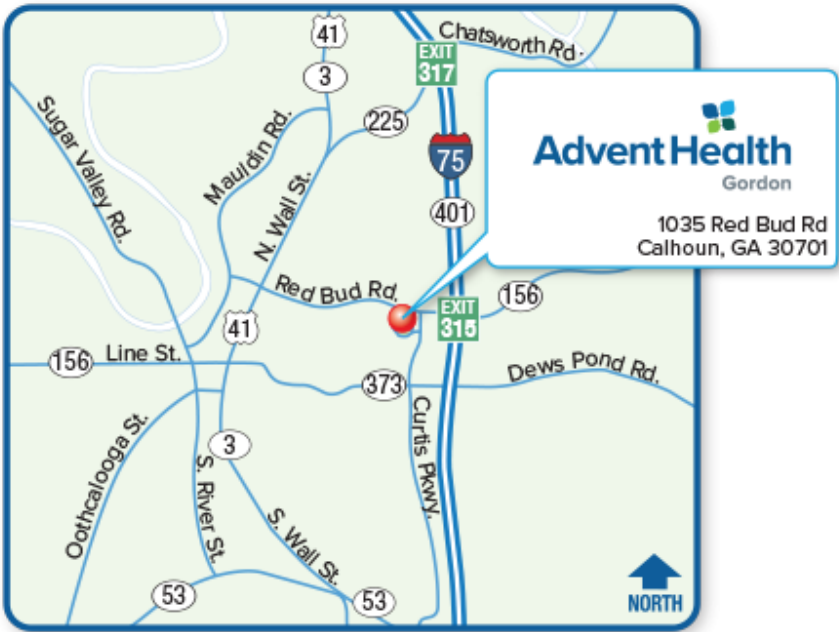 41
Chatsworth Rd.
EXIT
317
3
Sugar Valley Rd.
Mauldin Rd.
225
75
AdventHealth
Gordon
N. Wall St.
401
1035 Red Bud Rd
Calhoun, GA 30701
Red Bud Rd.
156
41
EXIT
315
156
Line St.
373
Dews Pond Rd.
Oothcalooga St.
3
Curtis Pkwy.
S. River St.
S. Wall St.
53
53
NORTH